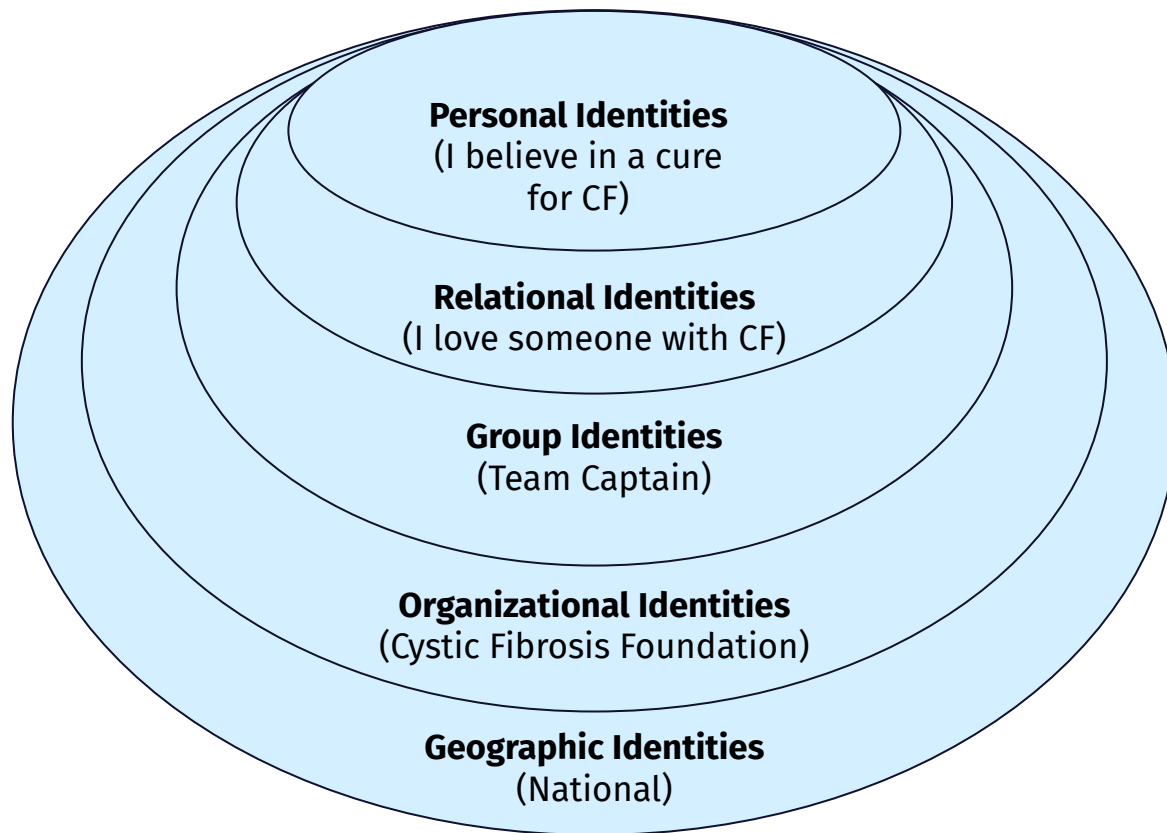 Personal Identities
(I believe in a cure
for CF)
Relational Identities
(I love someone with CF)
Group Identities
(Team Captain)
Organizational Identities
(Cystic Fibrosis Foundation)
Geographic Identities
(National)